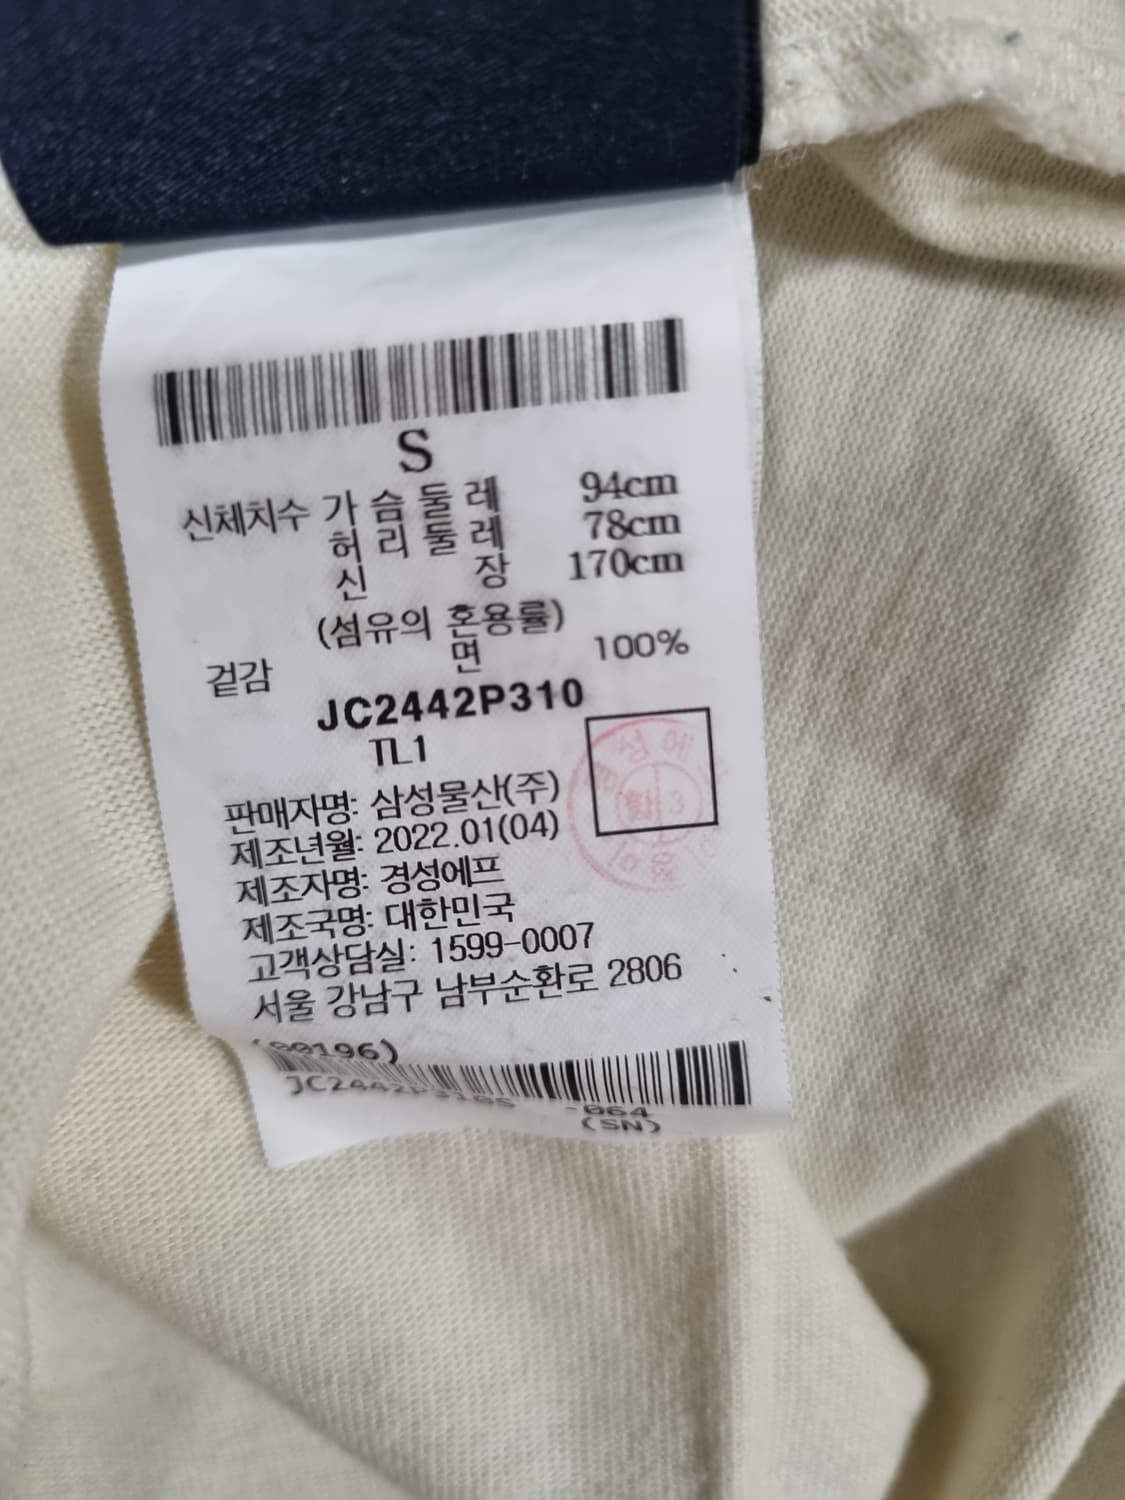 S
신체치수 가슴둘레 94cm
허리둘레 78cm
신장 170cm
(섬유의 혼용률)
겉감 면 100%
JC2442P310
TL1
판매자명: 삼성물산(주)
제조년월: 2022.01(04)
제조자명: 경성에프
제조국명: 대한민국
고객상담실: 1599-0007
서울 강남구 남부순환로 2806
(00196)
JC2442P310S -064
(SN)